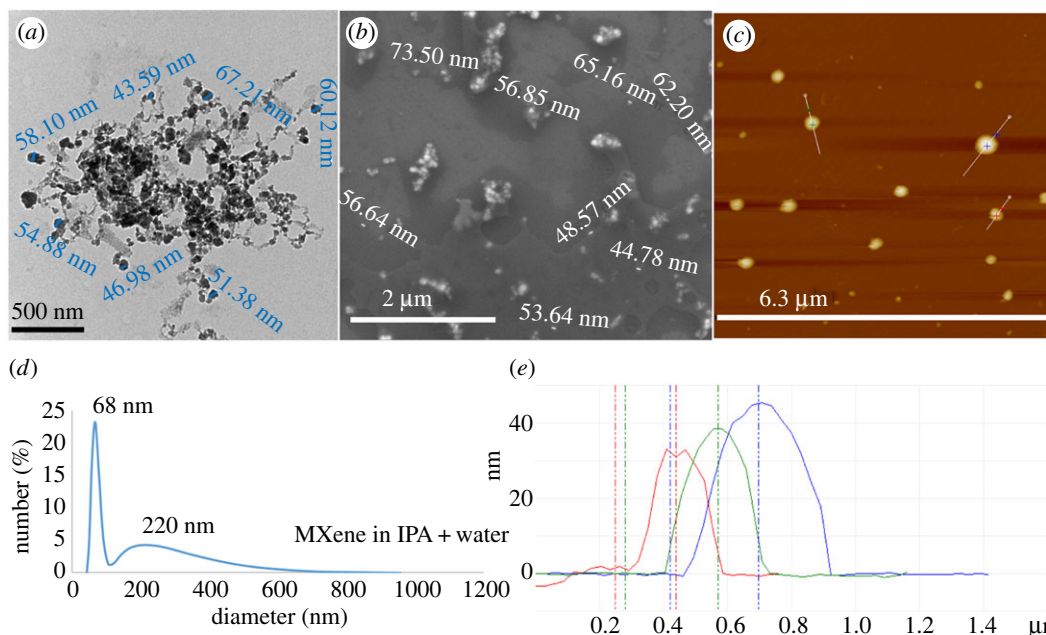 (a)
43.59 nm
67.21 nm
60.12 nm
58.10 nm
54.88 nm
46.98 nm
51.38 nm
500 nm
(b)
73.50 nm
65.16 nm
62.20 nm
56.85 nm
56.64 nm
48.57 nm
44.78 nm
2 μm
53.64 nm
(c)
6.3 μm
(d)
25
20
15
10
5
0
number (%)
68 nm
220 nm
MXene in IPA + water
0 200 400 600 800 1000 1200
diameter (nm)
(e)
40
20
0
nm
0.2 0.4 0.6 0.8 1.0 1.2 1.4